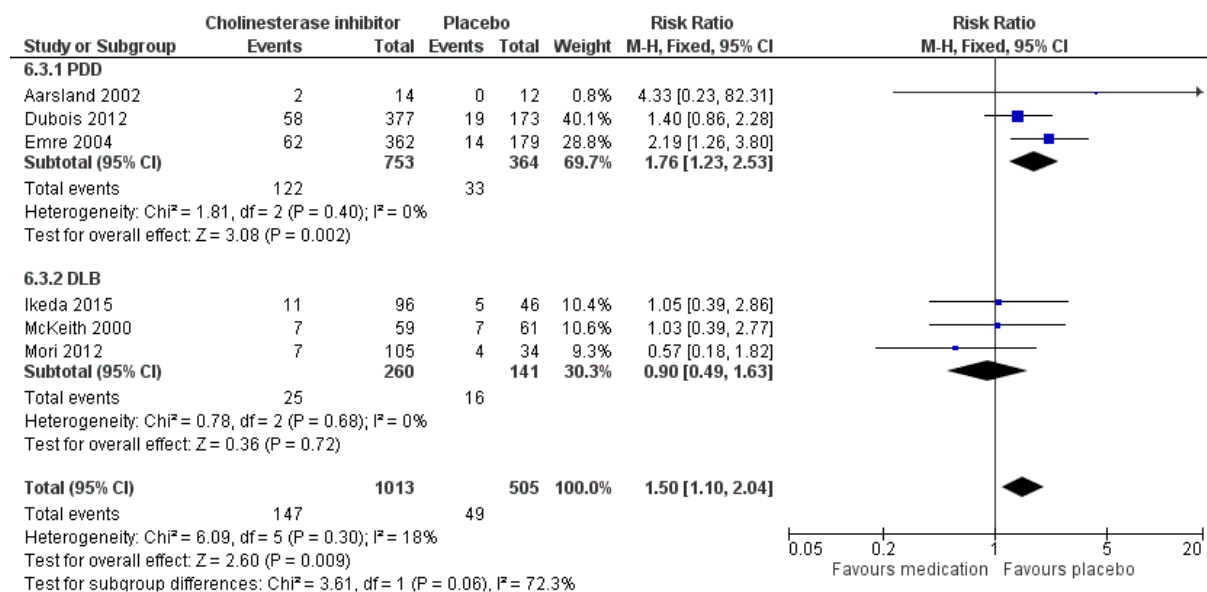 Cholinesterase inhibitor Placebo Risk Ratio Risk Ratio
Study or Subgroup Events Total Events Total Weight M-H, Fixed, 95% CI M-H, Fixed, 95% CI
6.3.1 PDD
Aarsland 2002 2 14 0 12 0.8% 4.33 [0.23, 82.31]
Dubois 2012 58 377 19 173 40.1% 1.40 [0.86, 2.28]
Emre 2004 62 362 14 179 28.8% 2.19 [1.26, 3.80]
Subtotal (95% CI) 753 364 69.7% 1.76 [1.23, 2.53]
Total events 122 33
Heterogeneity: Chi² = 1.81, df = 2 (P = 0.40); I² = 0%
Test for overall effect: Z = 3.08 (P = 0.002)
6.3.2 DLB
Ikeda 2015 11 96 5 46 10.4% 1.05 [0.39, 2.86]
McKeith 2000 7 59 7 61 10.6% 1.03 [0.39, 2.77]
Mori 2012 7 105 4 34 9.3% 0.57 [0.18, 1.82]
Subtotal (95% CI) 260 141 30.3% 0.90 [0.49, 1.63]
Total events 25 16
Heterogeneity: Chi² = 0.78, df = 2 (P = 0.68); I² = 0%
Test for overall effect: Z = 0.36 (P = 0.72)
Total (95% CI) 1013 505 100.0% 1.50 [1.10, 2.04]
Total events 147 49
Heterogeneity: Chi² = 6.09, df = 5 (P = 0.30); I² = 18%
Test for overall effect: Z = 2.60 (P = 0.009)
Test for subgroup differences: Chi² = 3.61, df = 1 (P = 0.06), I² = 72.3%
0.05 0.2 1 5 20
Favours medication Favours placebo